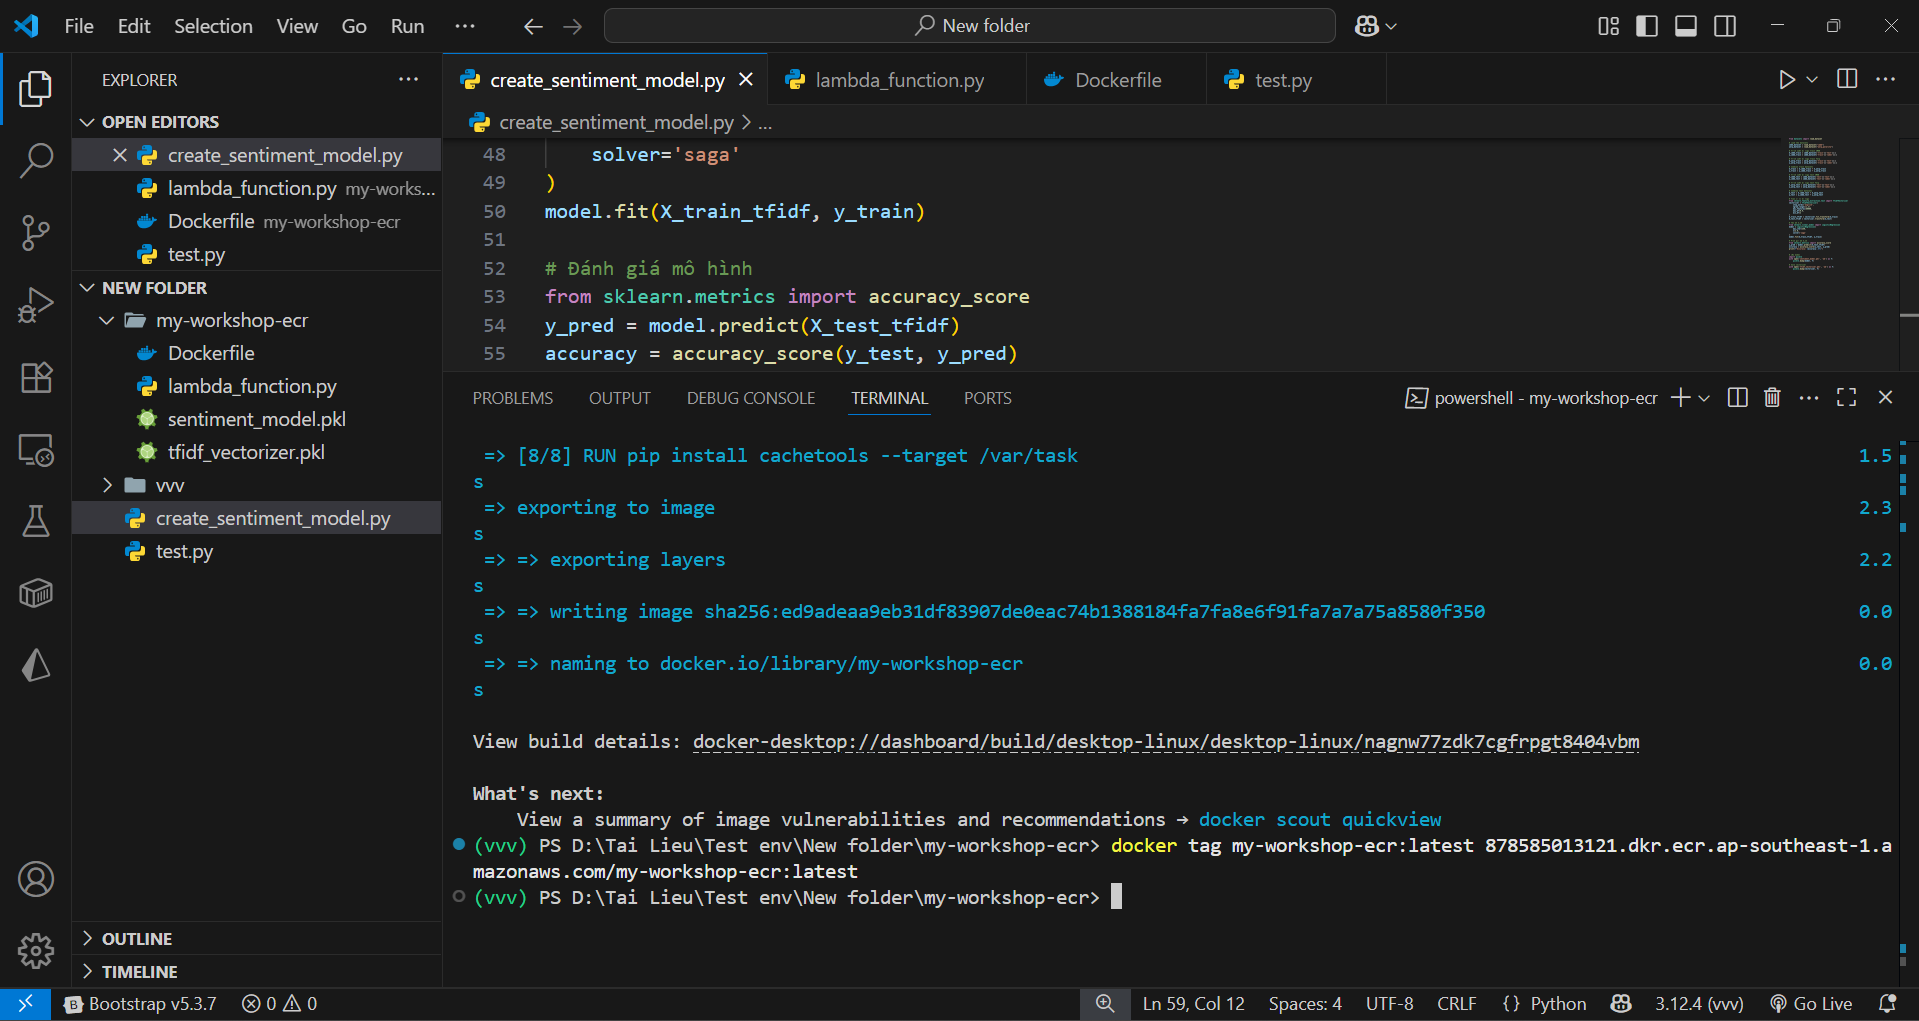 File Edit Selection View Go Run ···
New folder
EXPLORER ···
OPEN EDITORS
create_sentiment_model.py
lambda_function.py my-works...
Dockerfile my-workshop-ecr
test.py
NEW FOLDER
my-workshop-ecr
Dockerfile
lambda_function.py
sentiment_model.pkl
tfidf_vectorizer.pkl
vvv
create_sentiment_model.py
test.py
OUTLINE
TIMELINE
create_sentiment_model.py lambda_function.py Dockerfile test.py
create_sentiment_model.py > ...
48 solver='saga'
49 )
50 model.fit(X_train_tfidf, y_train)
51
52 # Đánh giá mô hình
53 from sklearn.metrics import accuracy_score
54 y_pred = model.predict(X_test_tfidf)
55 accuracy = accuracy_score(y_test, y_pred)
PROBLEMS OUTPUT DEBUG CONSOLE TERMINAL PORTS powershell - my-workshop-ecr
=> [8/8] RUN pip install cachetools --target /var/task 1.5
s
=> exporting to image 2.3
s
=> => exporting layers 2.2
s
=> => writing image sha256:ed9adeaa9eb31df83907de0eac74b1388184fa7fa8e6f91fa7a7a75a8580f350 0.0
s
=> => naming to docker.io/library/my-workshop-ecr 0.0
s
View build details: docker-desktop://dashboard/build/desktop-linux/desktop-linux/nagnw77zdk7cgfrpgt8404vbm
What's next:
View a summary of image vulnerabilities and recommendations → docker scout quickview
(vvv) PS D:\Tai Lieu\Test env\New folder\my-workshop-ecr> docker tag my-workshop-ecr:latest 878585013121.dkr.ecr.ap-southeast-1.a
mazonaws.com/my-workshop-ecr:latest
(vvv) PS D:\Tai Lieu\Test env\New folder\my-workshop-ecr>
Bootstrap v5.3.7 0 0 Ln 59, Col 12 Spaces: 4 UTF-8 CRLF {} Python 3.12.4 (vvv) Go Live